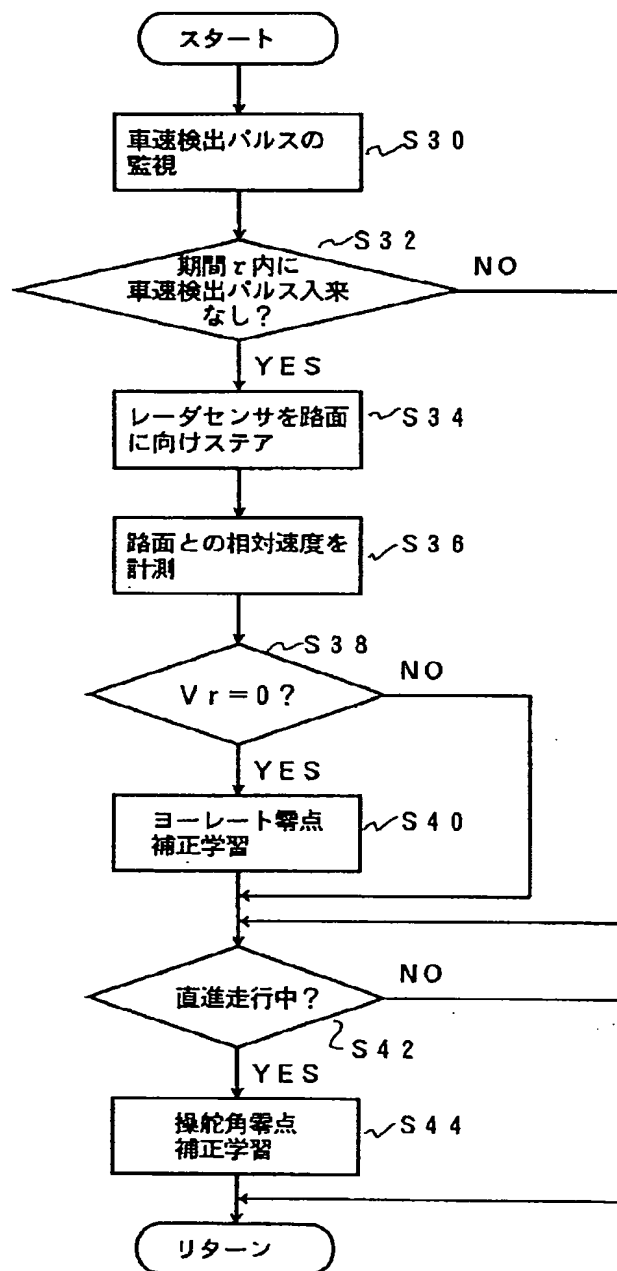 スタート
車速検出パルスの
監視
S30
S32
期間τ内に
車速検出パルス入来
なし?
NO
YES
レーダセンサを路面
に向けステア
S34
路面との相対速度を
計測
S36
S38
Vr=0?
NO
YES
ヨーレート零点
補正学習
S40
直進走行中?
NO
S42
YES
操舵角零点
補正学習
S44
リターン